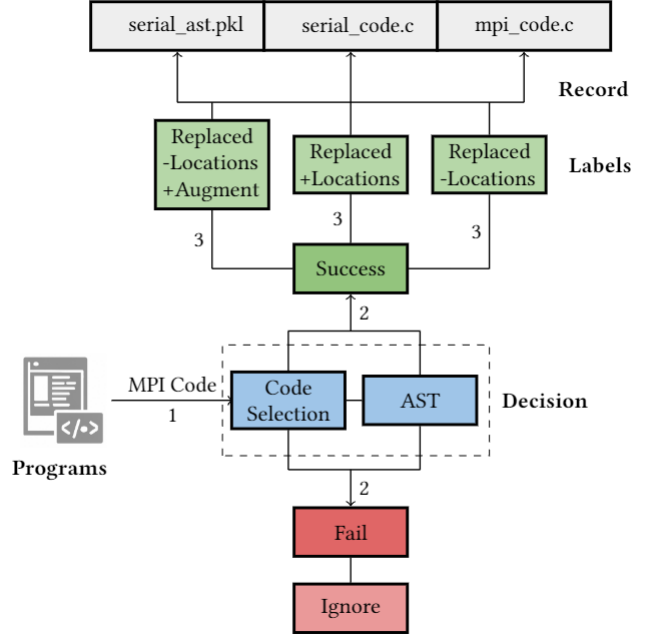 serial_ast.pkl serial_code.c mpi_code.c
Record
Replaced
-Locations
+Augment
Replaced
+Locations
Replaced
-Locations
Labels
3
3
3
Success
2
MPI Code
1
Code
Selection
AST
Decision
</>
Programs
2
Fail
Ignore